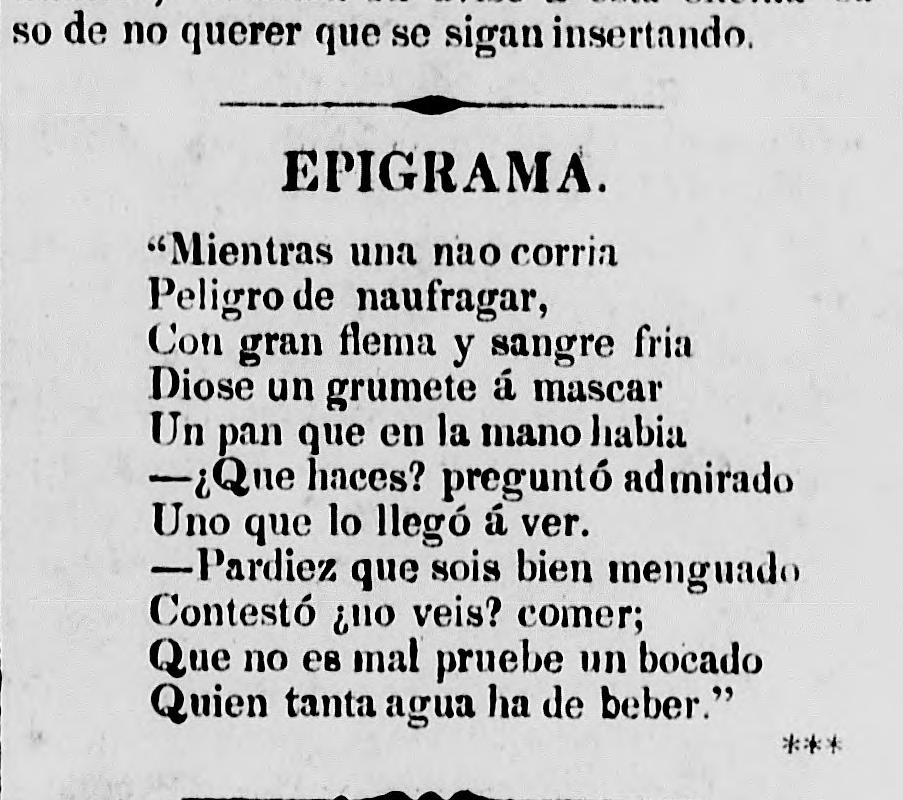 so de no querer que se sigan insertando.
EPIGRAMA.
“Mientras una nao corria
Peligro de naufragar,
Con gran flema y sangre fria
Diose un grumete á mascar
Un pan que en la mano habia
—¿Que haces? preguntó admirado
Uno que lo llegó á ver.
—Pardiez que sois bien menguado
Contestó ¿no veis? comer;
Que no es mal pruebe un bocado
Quien tanta agua ha de beber.”
***